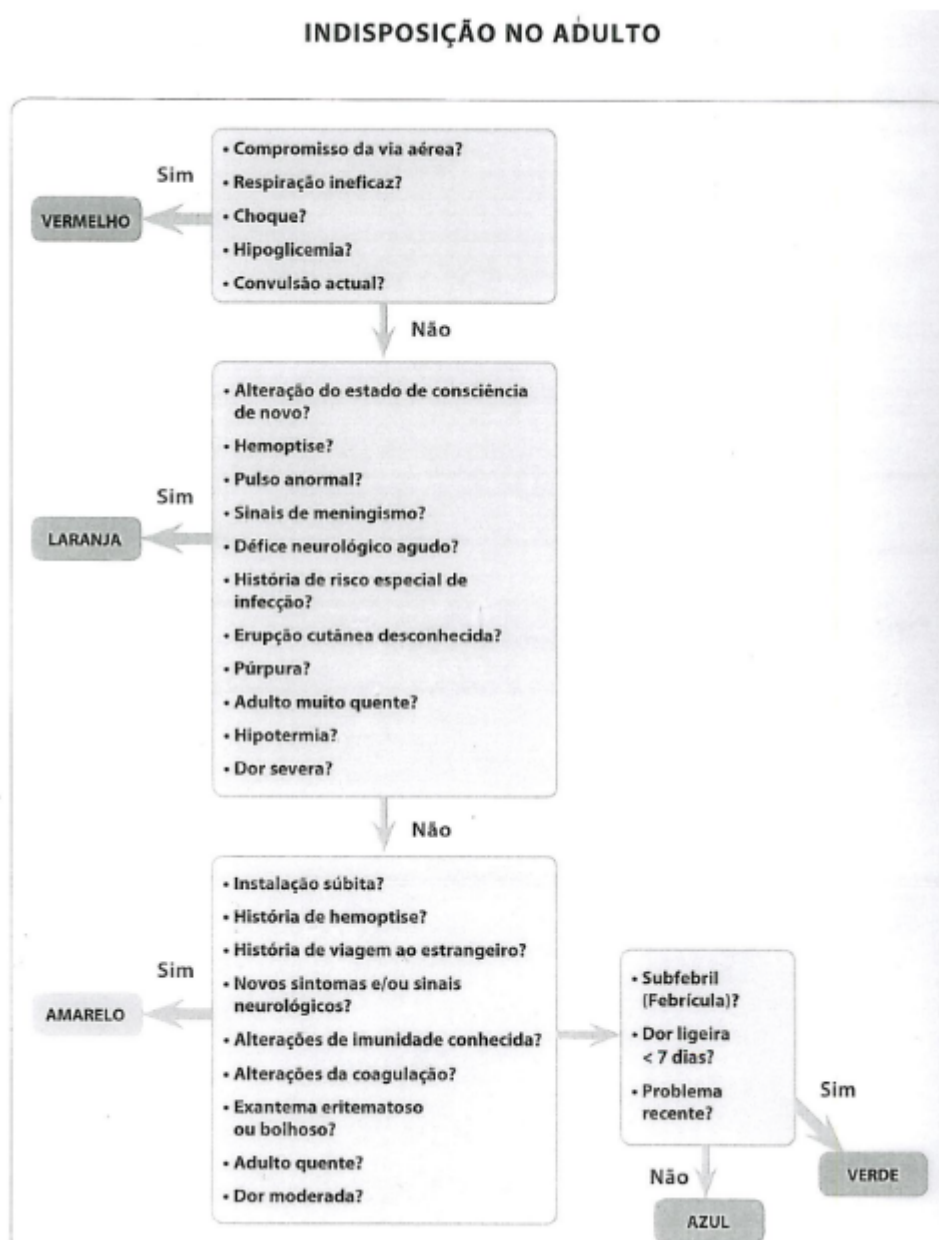 INDISPOSIÇÃO NO ADULTO
• Compromisso da via aérea?
• Respiração ineficaz?
• Choque?
• Hipoglicemia?
• Convulsão actual?
Sim
VERMELHO
Não
• Alteração do estado de consciência
de novo?
• Hemoptise?
• Pulso anormal?
• Sinais de meningismo?
• Défice neurológico agudo?
• História de risco especial de
infecção?
• Erupção cutânea desconhecida?
• Púrpura?
• Adulto muito quente?
• Hipotermia?
• Dor severa?
Sim
LARANJA
Não
• Instalação súbita?
• História de hemoptise?
• História de viagem ao estrangeiro?
• Novos sintomas e/ou sinais
neurológicos?
• Alterações de imunidade conhecida?
• Alterações da coagulação?
• Exantema eritematoso
ou bolhoso?
• Adulto quente?
• Dor moderada?
Sim
AMARELO
• Subfebril
(Febrícula)?
• Dor ligeira
< 7 dias?
• Problema
recente?
Sim
VERDE
Não
AZUL